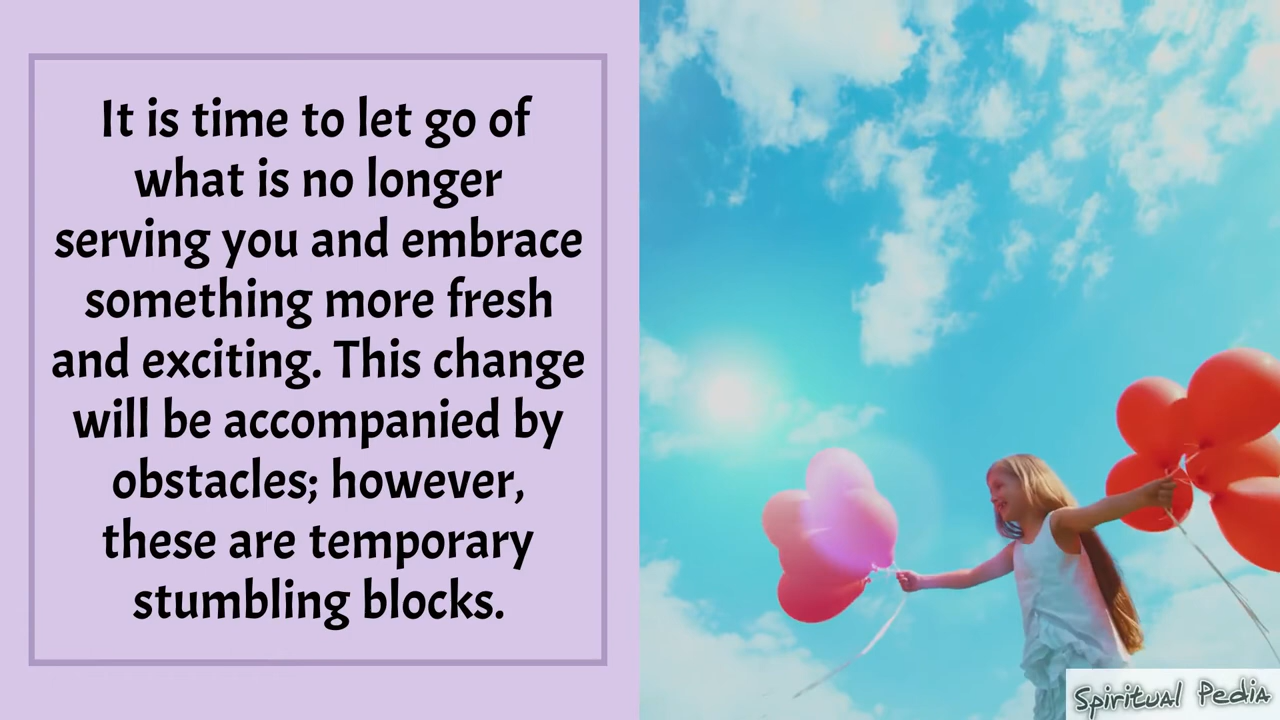 It is time to let go of
what is no longer
serving you and embrace
something more fresh
and exciting. This change
will be accompanied by
obstacles; however,
these are temporary
stumbling blocks.
Spiritual Pedia